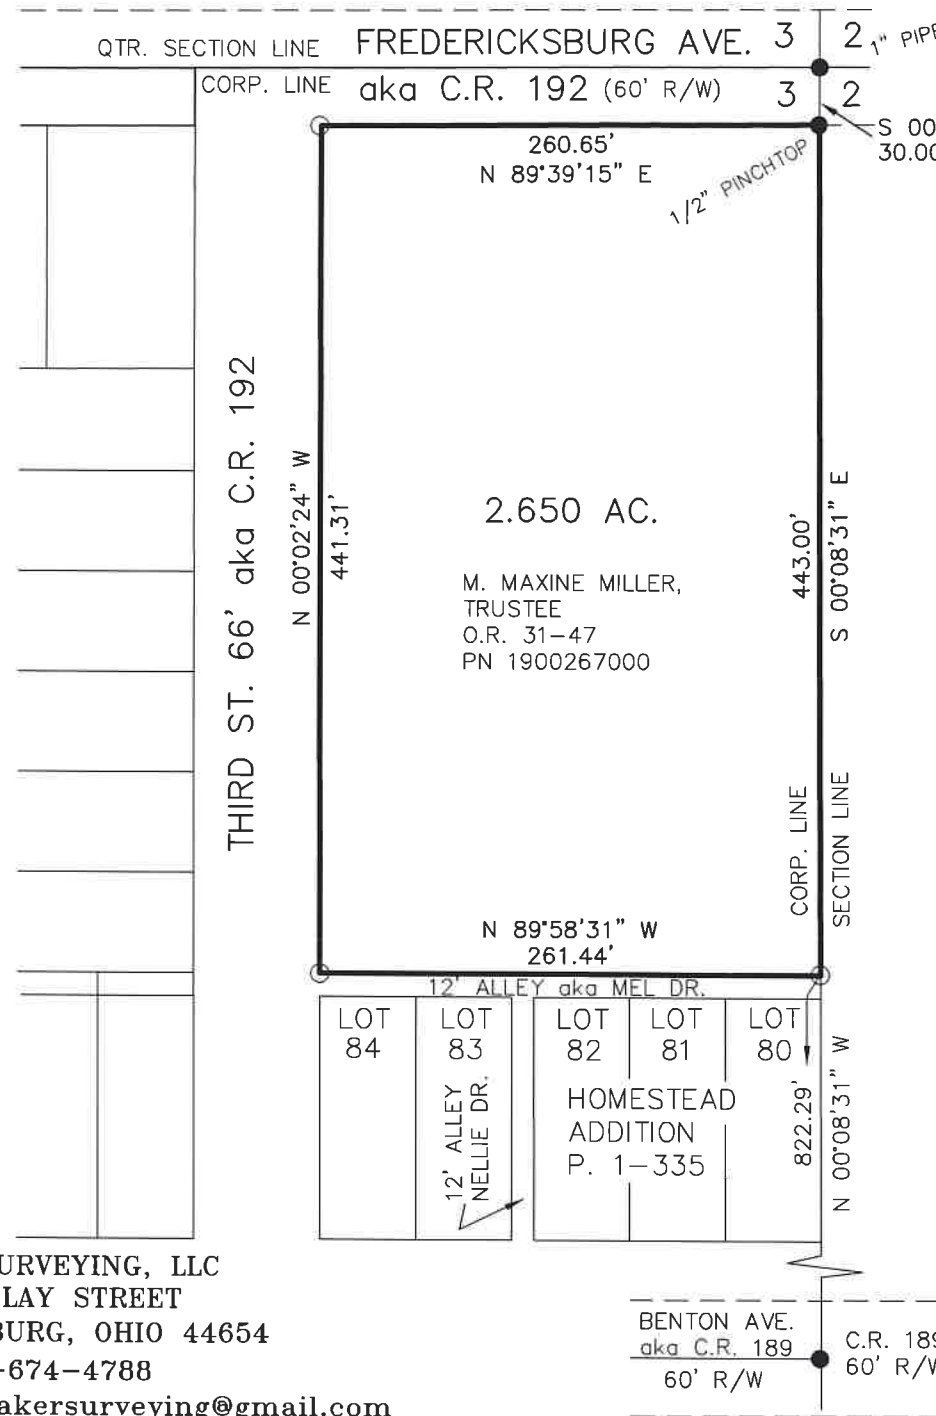 QTR. SECTION LINE FREDERICKSBURG AVE. 3 2 1" PIPE
CORP. LINE aka C.R. 192 (60' R/W) 3 2
S 00
30.00
260.65'
N 89°39'15" E
1/2" PINCHTOP
THIRD ST. 66' aka C.R. 192
N 00°02'24" W
441.31'
2.650 AC.
M. MAXINE MILLER,
TRUSTEE
O.R. 31-47
PN 1900267000
443.00'
S 00°08'31" E
CORP. LINE
SECTION LINE
N 89°58'31" W
261.44'
12' ALLEY aka MEL DR.
LOT
84
LOT
83
LOT
82
LOT
81
LOT
80
12' ALLEY
NELLIE DR.
HOMESTEAD
ADDITION
P. 1-335
822.29'
N 00°08'31" W
URVEYING, LLC
LAY STREET
BURG, OHIO 44654
-674-4788
akersurveying@gmail.com
BENTON AVE.
aka C.R. 189
60' R/W
C.R. 189
60' R/W